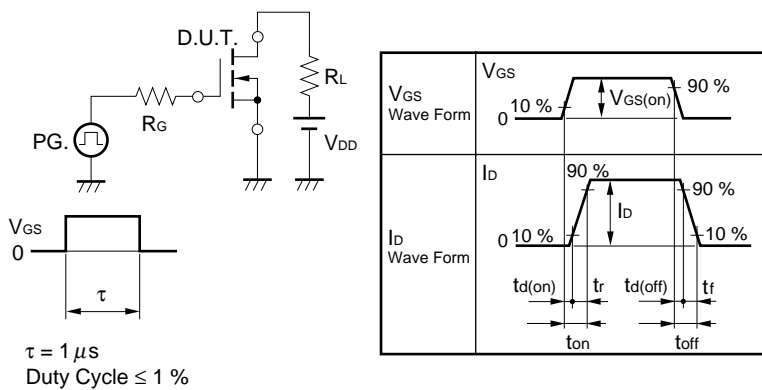 D.U.T.
RL
RG
PG.
VDD
VGS
0
τ
τ = 1 μs
Duty Cycle ≤ 1 %
VGS
Wave Form
VGS
10 %
0
VGS(on)
90 %
ID
Wave Form
ID
90 %
0 10 %
ID
90 %
10 %
td(on) tr td(off) tf
ton toff